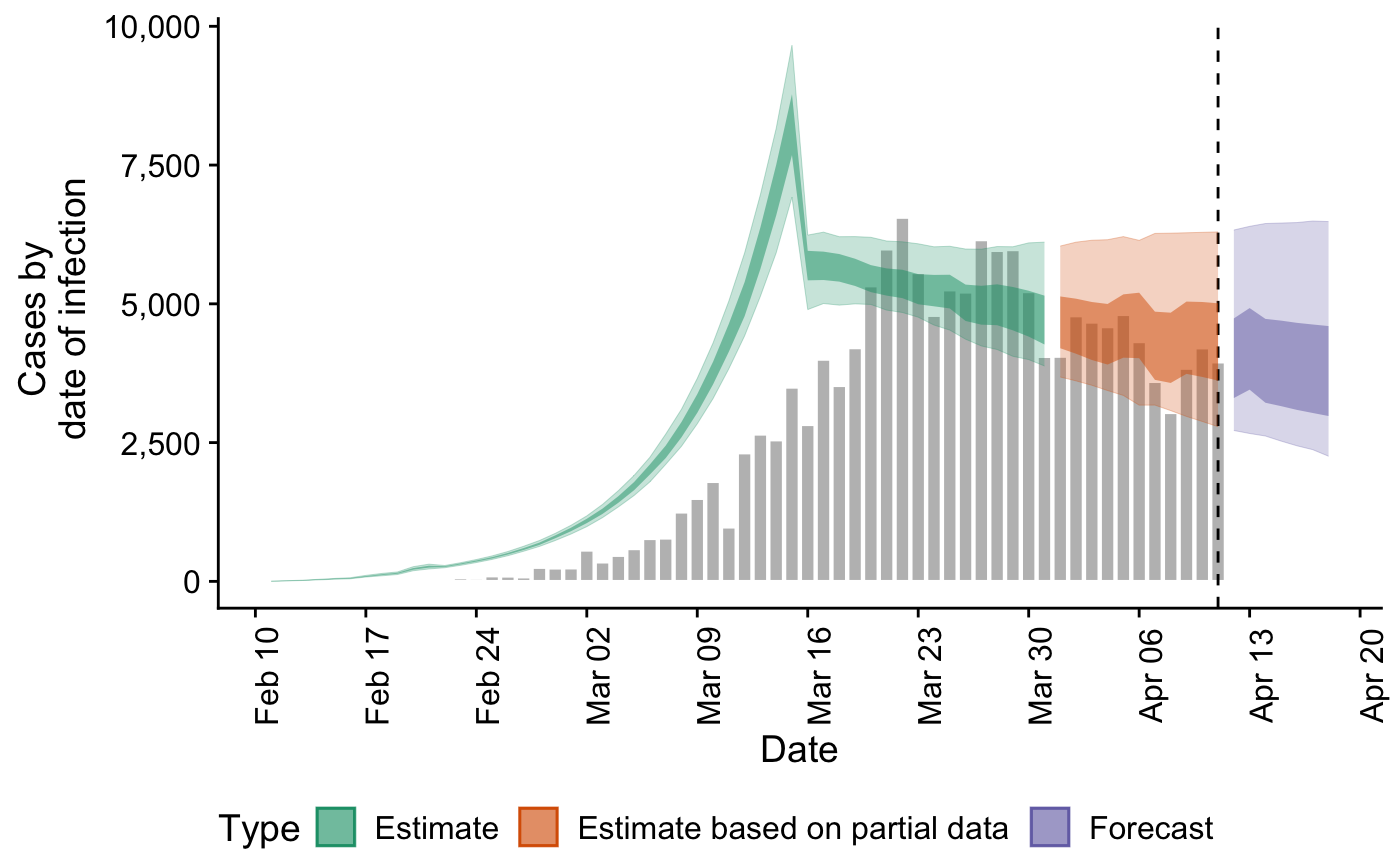 10,000
7,500
5,000
2,500
0
Cases by
date of infection
Feb 10
Feb 17
Feb 24
Mar 02
Mar 09
Mar 16
Mar 23
Mar 30
Apr 06
Apr 13
Apr 20
Date
Type Estimate Estimate based on partial data Forecast